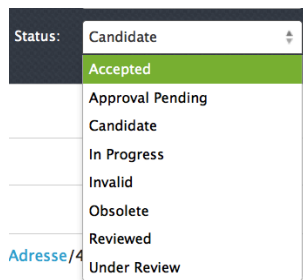 Status: Candidate
Accepted
Approval Pending
Candidate
In Progress
Invalid
Obsolete
Reviewed
Adresse/4
Under Review